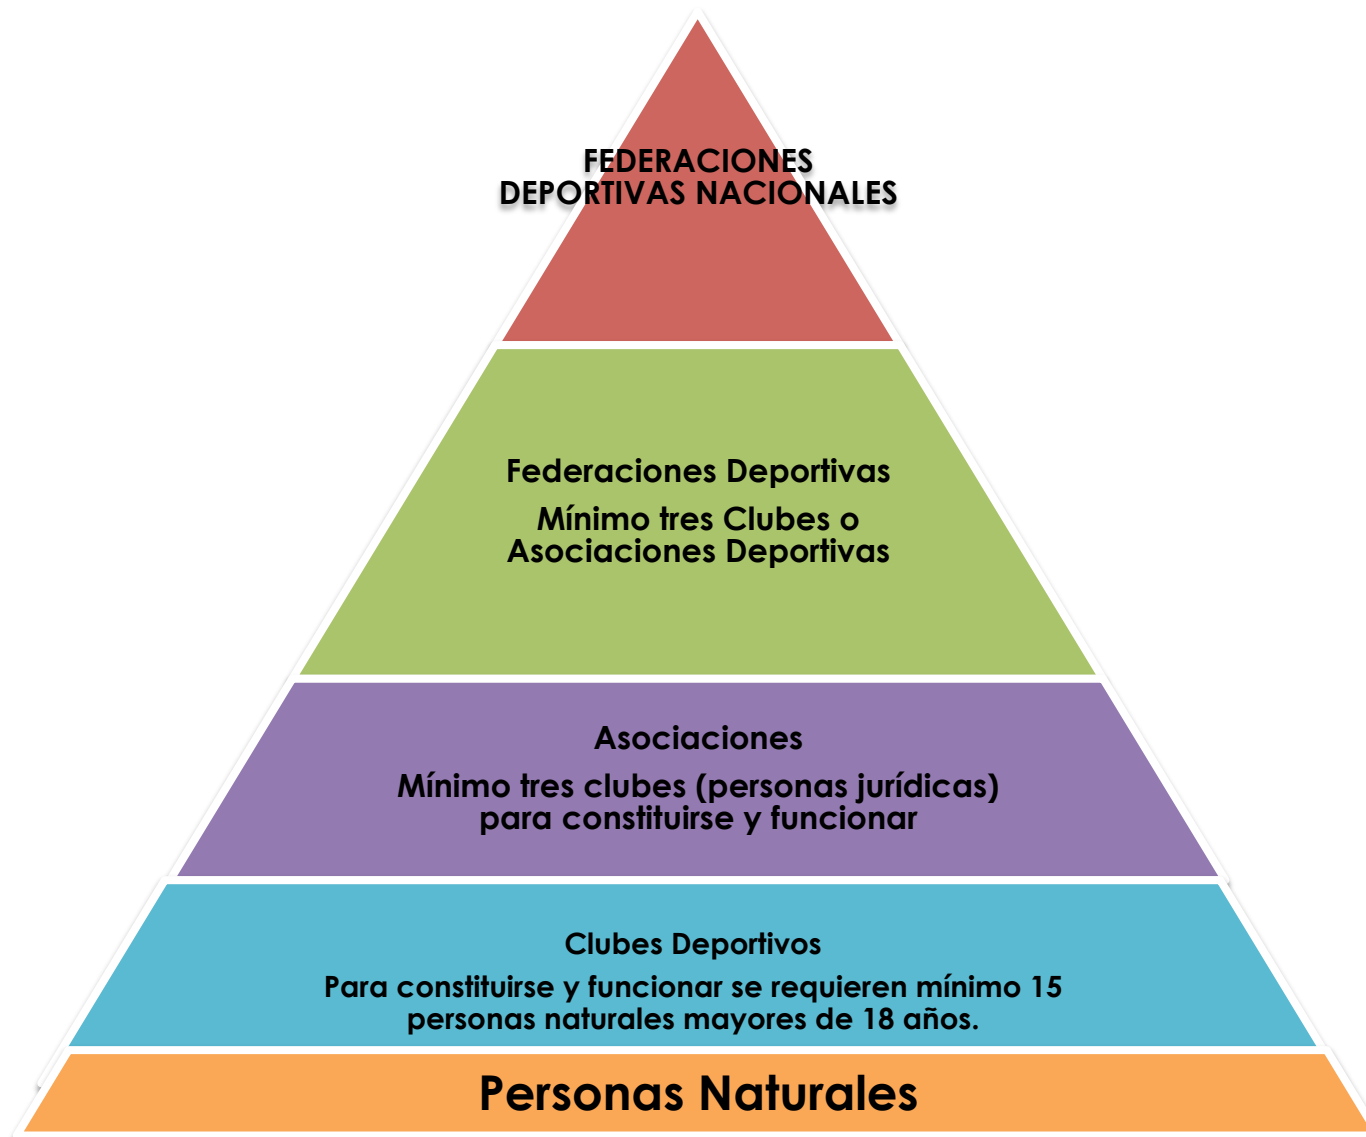 FEDERACIONES
DEPORTIVAS NACIONALES
Federaciones Deportivas
Mínimo tres Clubes o
Asociaciones Deportivas
Asociaciones
Mínimo tres clubes (personas jurídicas)
para constituirse y funcionar
Clubes Deportivos
Para constituirse y funcionar se requieren mínimo 15
personas naturales mayores de 18 años.
Personas Naturales